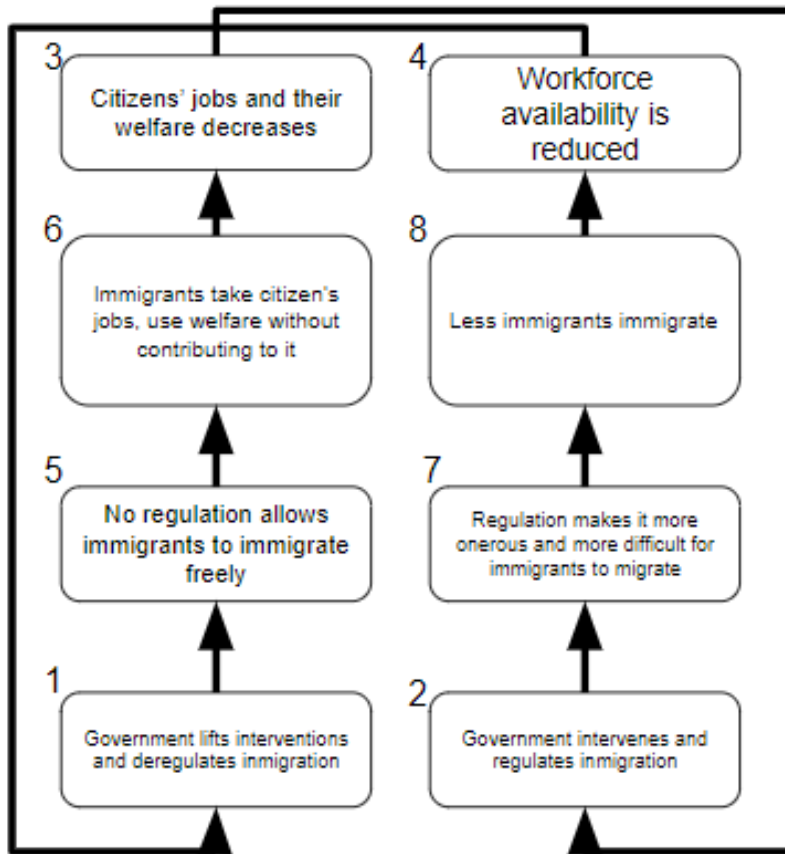 3
Citizens' jobs and their
welfare decreases
4
Workforce
availability is
reduced
6
Immigrants take citizen's
jobs, use welfare without
contributing to it
8
Less immigrants immigrate
5
No regulation allows
immigrants to immigrate
freely
7
Regulation makes it more
onerous and more difficult for
immigrants to migrate
1
Government lifts interventions
and deregulates inmigration
2
Government intervenes and
regulates inmigration